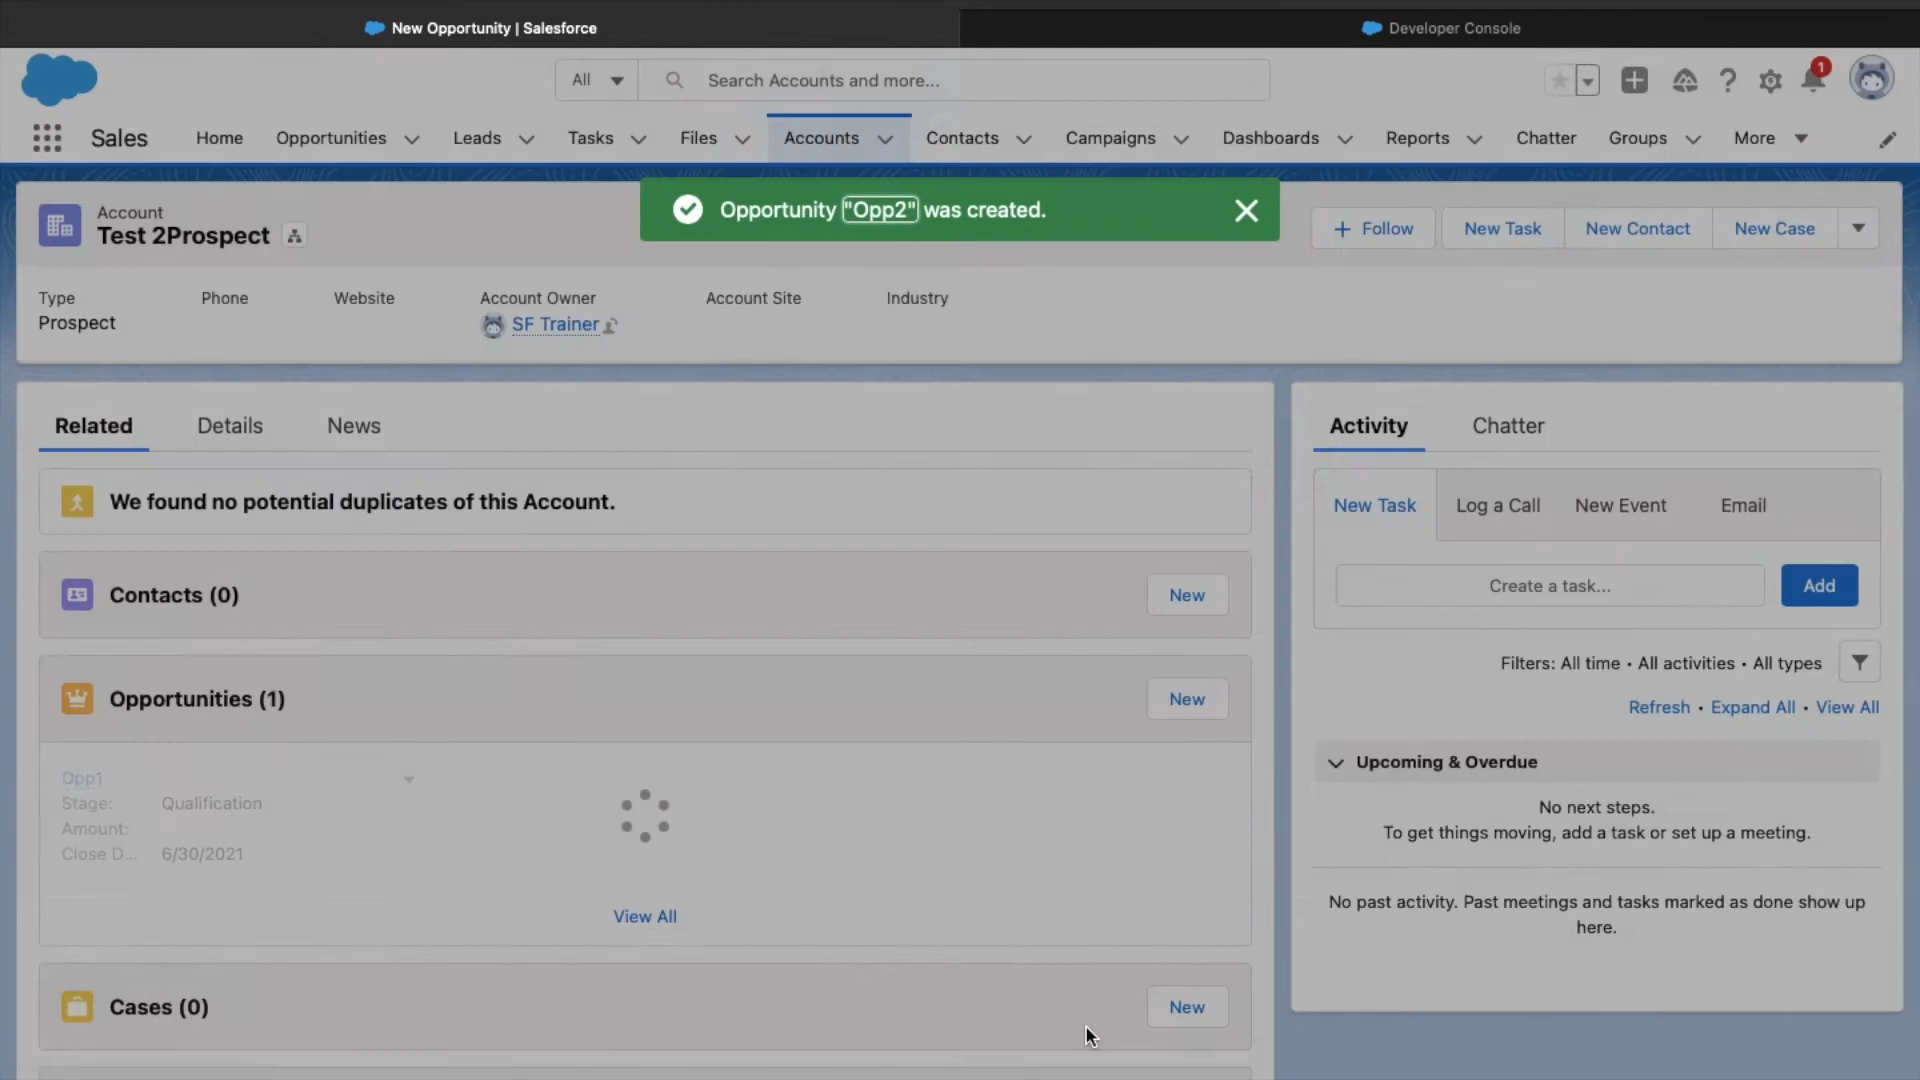 New Opportunity | Salesforce
Developer Console
All
Search Accounts and more...
1
Sales
Home
Opportunities
Leads
Tasks
Files
Accounts
Contacts
Campaigns
Dashboards
Reports
Chatter
Groups
More
Opportunity "Opp2" was created.
Account
Test 2Prospect
Follow
New Task
New Contact
New Case
Type
Prospect
Phone
Website
Account Owner
SF Trainer
Account Site
Industry
Related
Details
News
We found no potential duplicates of this Account.
Contacts (0)
New
Opportunities (1)
New
Opp1
Stage: Qualification
Amount:
Close D... 6/30/2021
View All
Cases (0)
New
Activity
Chatter
New Task
Log a Call
New Event
Email
Create a task...
Add
Filters: All time • All activities • All types
Refresh • Expand All • View All
Upcoming & Overdue
No next steps.
To get things moving, add a task or set up a meeting.
No past activity. Past meetings and tasks marked as done show up
here.